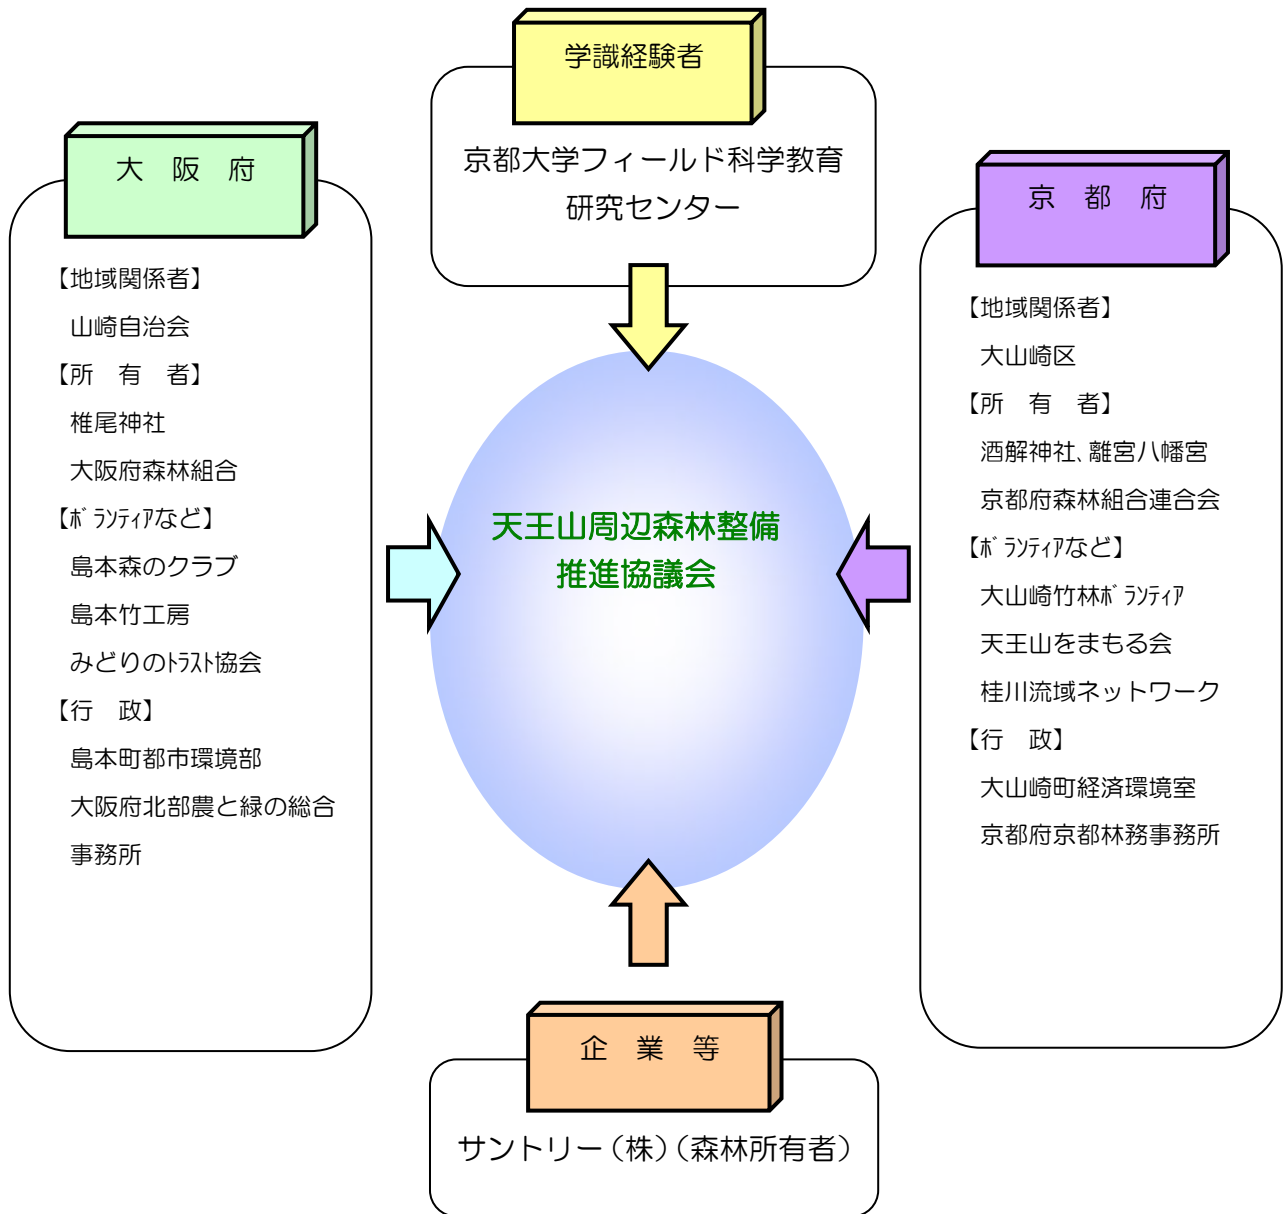 学識経験者
京都大学フィールド科学教育
研究センター
大　阪　府
【地域関係者】
山崎自治会
【所　有　者】
椎尾神社
大阪府森林組合
【ﾎﾞﾗﾝﾃｨｱなど】
島本森のクラブ
島本竹工房
みどりのﾄﾗｽﾄ協会
【行　政】
島本町都市環境部
大阪府北部農と緑の総合
事務所
天王山周辺森林整備
推進協議会
京　都　府
【地域関係者】
大山崎区
【所　有　者】
酒解神社、離宮八幡宮
京都府森林組合連合会
【ﾎﾞﾗﾝﾃｨｱなど】
大山崎竹林ﾎﾞﾗﾝﾃｨｱ
天王山をまもる会
桂川流域ネットワーク
【行　政】
大山崎町経済環境室
京都府京都林務事務所
企　業　等
サントリー（株）（森林所有者）